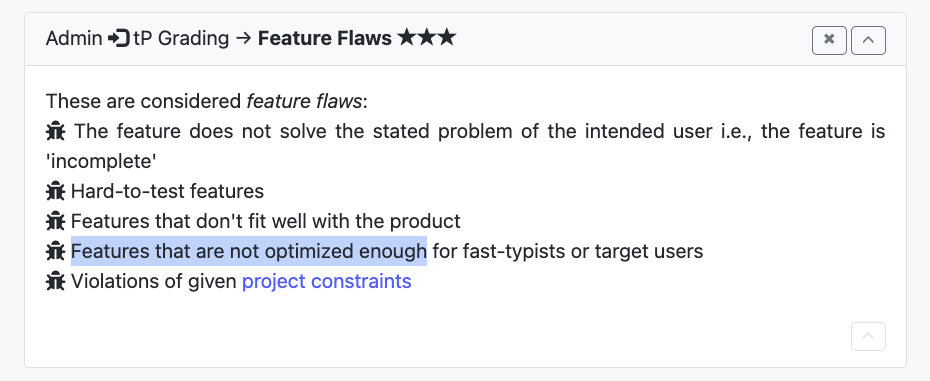 Admin tP Grading → Feature Flaws ★★★
These are considered feature flaws:
The feature does not solve the stated problem of the intended user i.e., the feature is
'incomplete'
Hard-to-test features
Features that don't fit well with the product
Features that are not optimized enough for fast-typists or target users
Violations of given project constraints